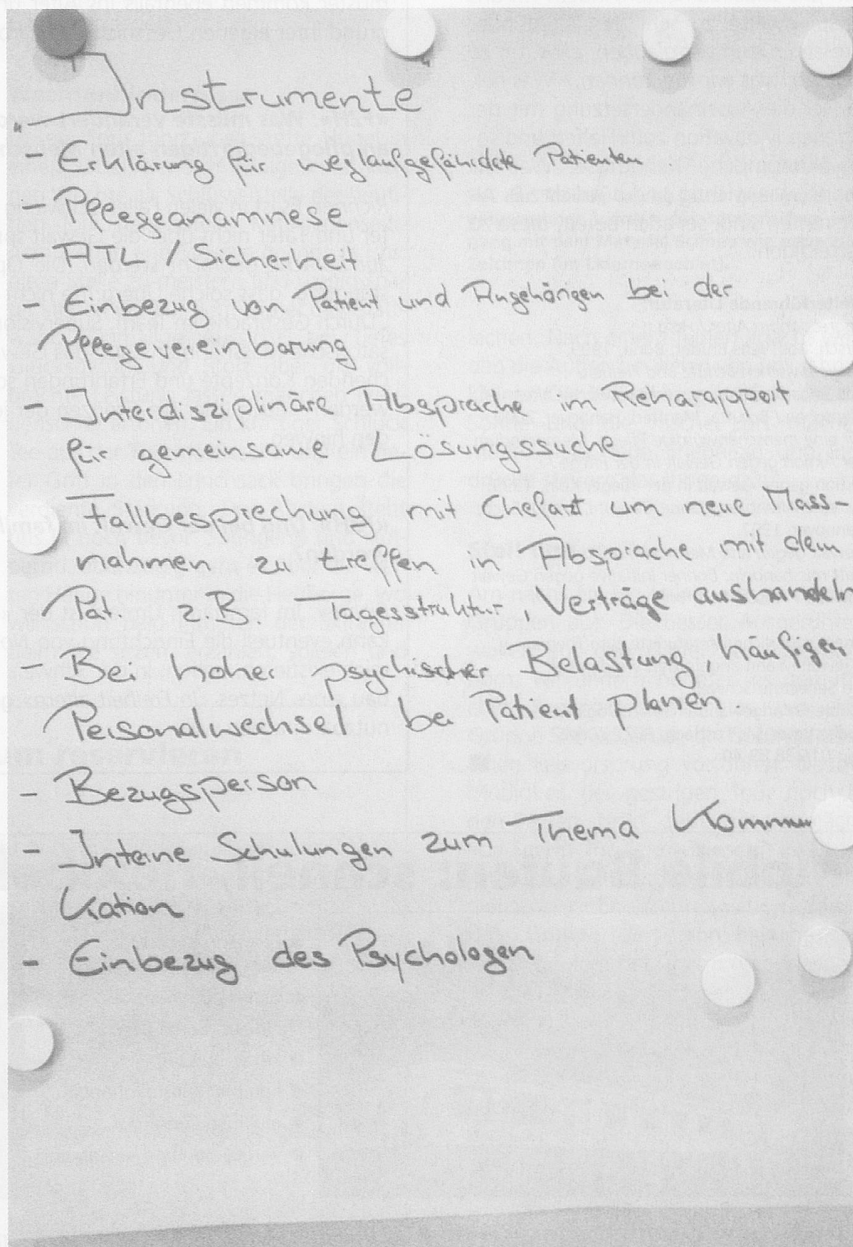 Instrumente
- Erklärung für weglaufgefährdete Patienten
- Pflegeanamnese
- ATL / Sicherheit
- Einbezug von Patient und Angehörigen bei der
Pflegevereinbarung
- Interdisziplinäre Absprache im Reharapport
für gemeinsame Lösungssuche
Fallbesprechung mit Chefarzt um neue Mass-
nahmen zu treffen in Absprache mit dem
Pat. z.B. Tagesstruktur, Verträge aushandeln
- Bei hoher psychischer Belastung, häufigen
Personalwechsel bei Patient planen
- Bezugsperson
- Interne Schulungen zum Thema Kommuni
kation
- Einbezug des Psychologen